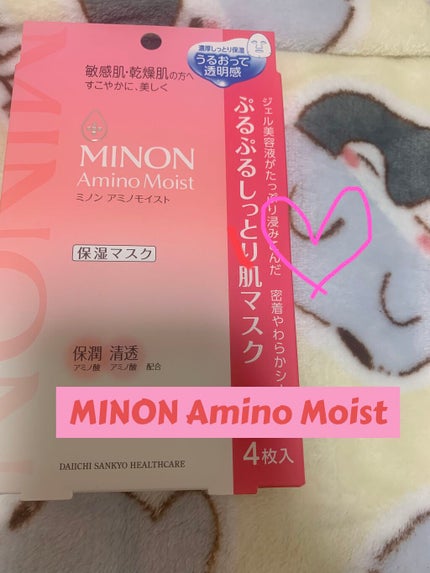 MINON
敏感肌・乾燥肌の方へ
すこやかに、美しく
濃厚しっとり保湿
うるおって
透明感
MINON
Amino Moist
ミノン アミノモイスト
保湿マスク
保潤 清透
アミノ酸 アミノ酸 配合
ジェル美容液がたっぷり浸み込んだ 密着やわらかシ
ぷるぷるしっとり肌マスク
MINON Amino Moist
4枚入
DAIICHI SANKYO HEALTHCARE